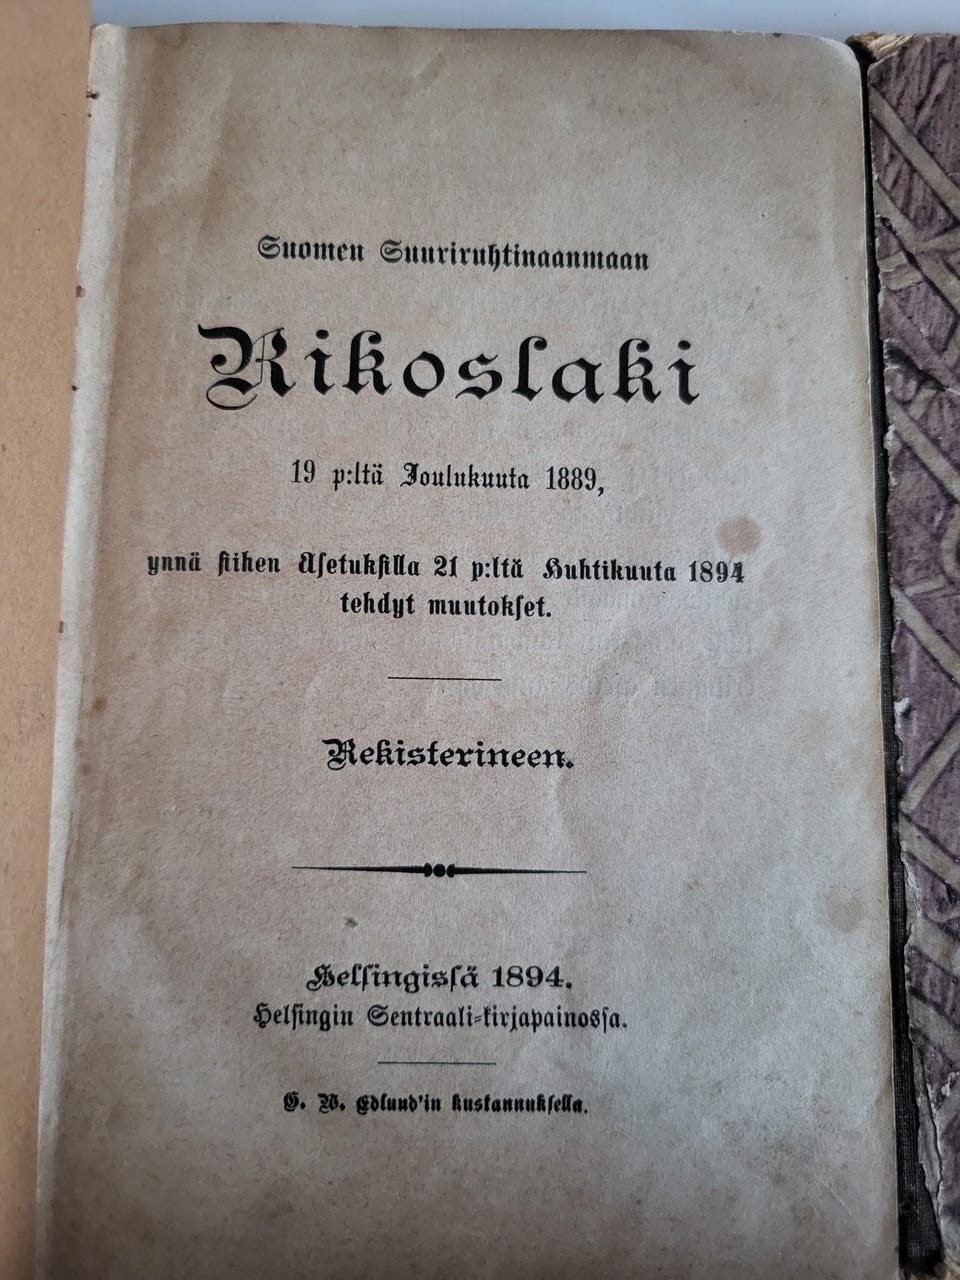 Suomen Suuriruhtinaanmaan
Rikoslaki
19 p:ltä Joulukuuta 1889,
ynnä siihen Asetuksilla 21 p:ltä Huhtikuuta 1894
tehdyt muutokset.
Rekisterineen.
Helsingissä 1894.
Helsingin Sentraali-kirjapainossa.
G. W. Edlund'in kustannuksella.